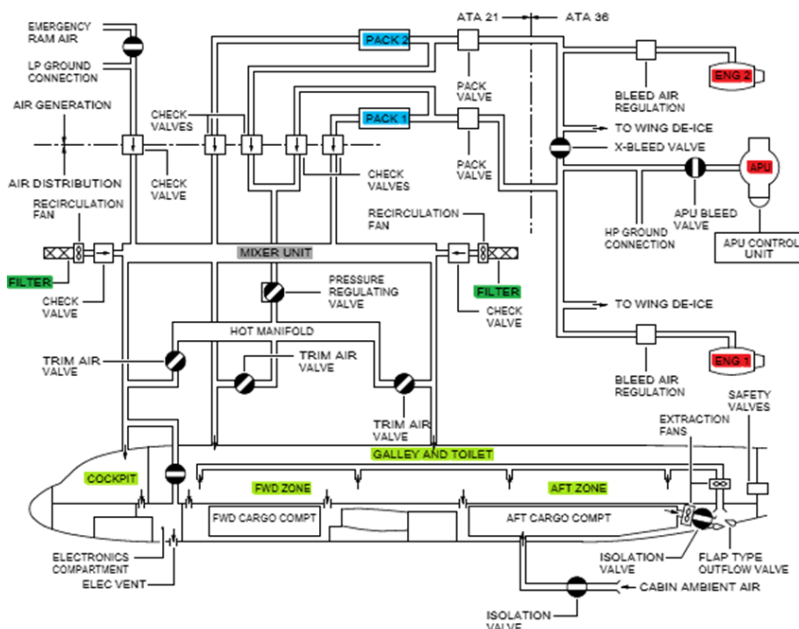 EMERGENCY
RAM AIR
LP GROUND
CONNECTION
AIR GENERATION
AIR DISTRIBUTION
CHECK
VALVES
CHECK
VALVE
PACK 2
PACK 1
PACK
VALVE
PACK
VALVE
CHECK
VALVES
ATA 21
ATA 36
BLEED AIR
REGULATION
ENG 2
TO WING DE-ICE
X-BLEED VALVE
APU
APU BLEED
VALVE
HP GROUND
CONNECTION
APU CONTROL
UNIT
RECIRCULATION
FAN
FILTER
CHECK
VALVE
MIXER UNIT
RECIRCULATION
FAN
FILTER
CHECK
VALVE
PRESSURE
REGULATING
VALVE
HOT MANIFOLD
TO WING DE-ICE
ENG 1
BLEED AIR
REGULATION
TRIM AIR
VALVE
TRIM AIR
VALVE
TRIM AIR
VALVE
SAFETY
VALVES
EXTRACTION
FANS
GALLEY AND TOILET
COCKPIT
FWD ZONE
AFT ZONE
FWD CARGO COMPT
AFT CARGO COMPT
ELECTRONICS
COMPARTMENT
ELEC VENT
ISOLATION
VALVE
FLAP TYPE
OUTFLOW VALVE
CABIN AMBIENT AIR
ISOLATION
VALVE